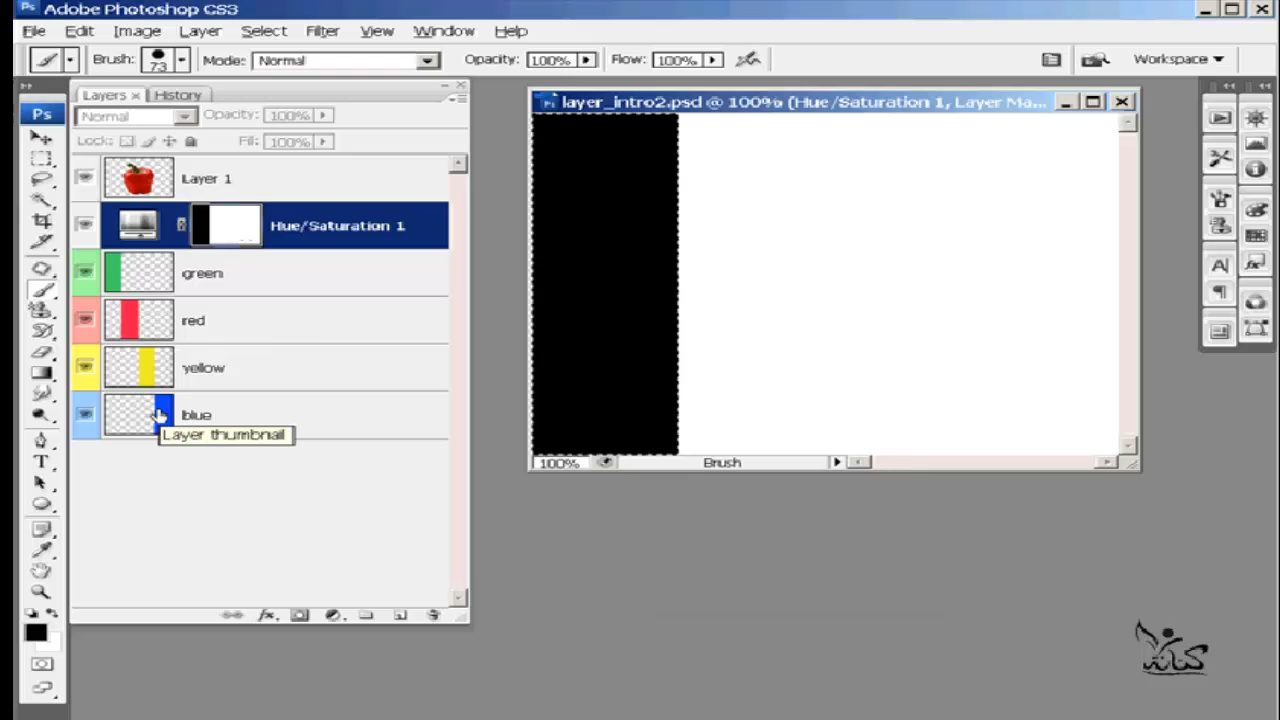 Adobe Photoshop CS3
File Edit Image Layer Select Filter View Window Help
Brush: 73 Mode: Normal Opacity: 100% Flow: 100% Workspace
Layers x History
Normal Opacity: 100%
Lock: Fill: 100%
Layer 1
Hue/Saturation 1
green
red
yellow
blue
Layer thumbnail
layer_intro2.psd @ 100% (Hue/Saturation 1, Layer Ma...
100% Brush